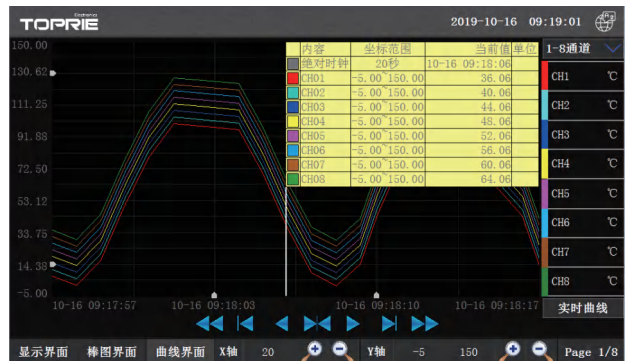 Electronics
TOPRIE
2019-10-16 09:19:01
150.00
130.62
111.25
91.88
72.50
53.12
33.75
14.38
-5.00
内容 坐标范围 当前值 单位
绝对时钟 20秒 10-16 09:18:06
CH01 -5.00~150.00 36.06
CH02 -5.00~150.00 40.06
CH03 -5.00~150.00 44.06
CH04 -5.00~150.00 48.06
CH05 -5.00~150.00 52.06
CH06 -5.00~150.00 56.06
CH07 -5.00~150.00 60.06
CH08 -5.00~150.00 64.06
1-8通道
CH1 ℃
CH2 ℃
CH3 ℃
CH4 ℃
CH5 ℃
CH6 ℃
CH7 ℃
CH8 ℃
10-16 09:17:57 10-16 09:18:03 10-16 09:18:10 10-16 09:18:17
实时曲线
显示界面 棒图界面 曲线界面 X轴 20 Y轴 -5 150 Page 1/8